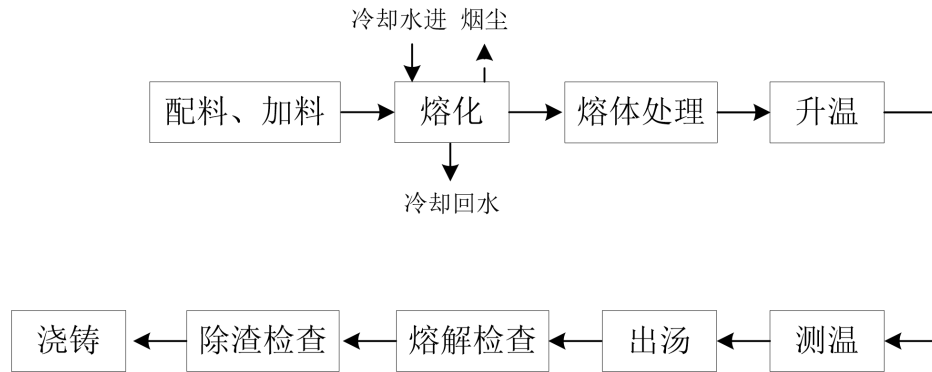 冷却水进 烟尘
配料、加料
熔化
熔体处理
升温
冷却回水
浇铸
除渣检查
熔解检查
出汤
测温